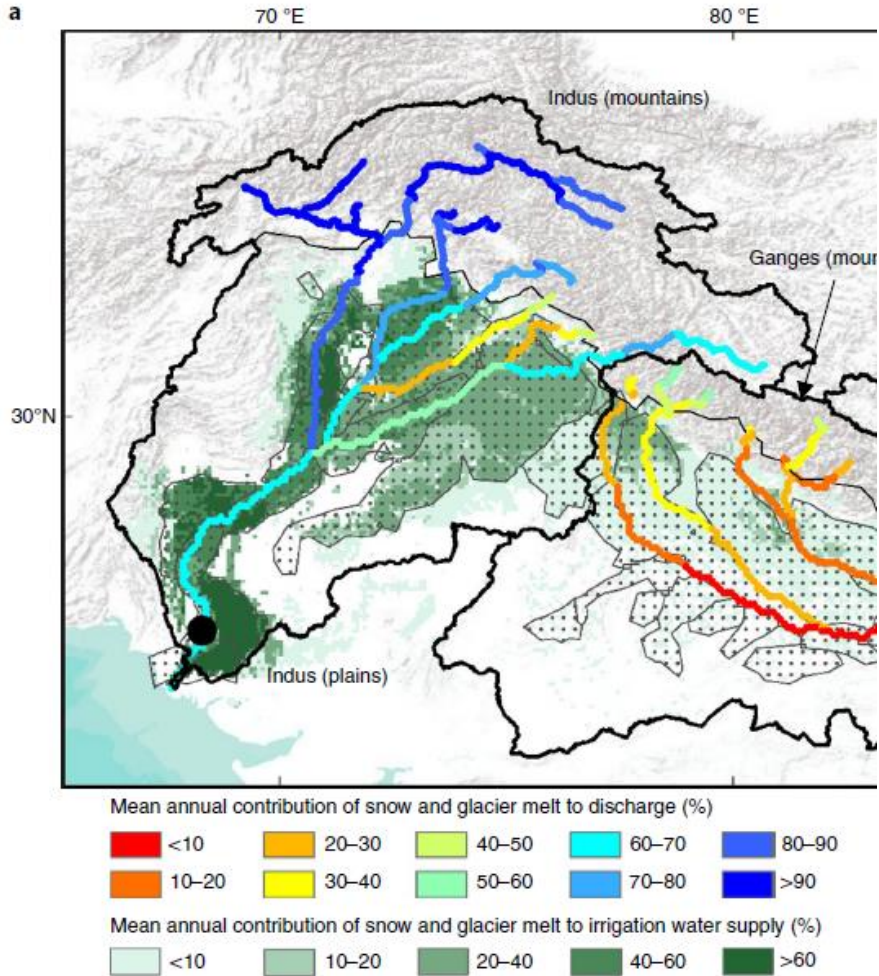 a
70 °E 80 °E
Indus (mountains)
Ganges (moun
30°N
Indus (plains)
Mean annual contribution of snow and glacier melt to discharge (%)
<10 20–30 40–50 60–70 80–90
10–20 30–40 50–60 70–80 >90
Mean annual contribution of snow and glacier melt to irrigation water supply (%)
<10 10–20 20–40 40–60 >60